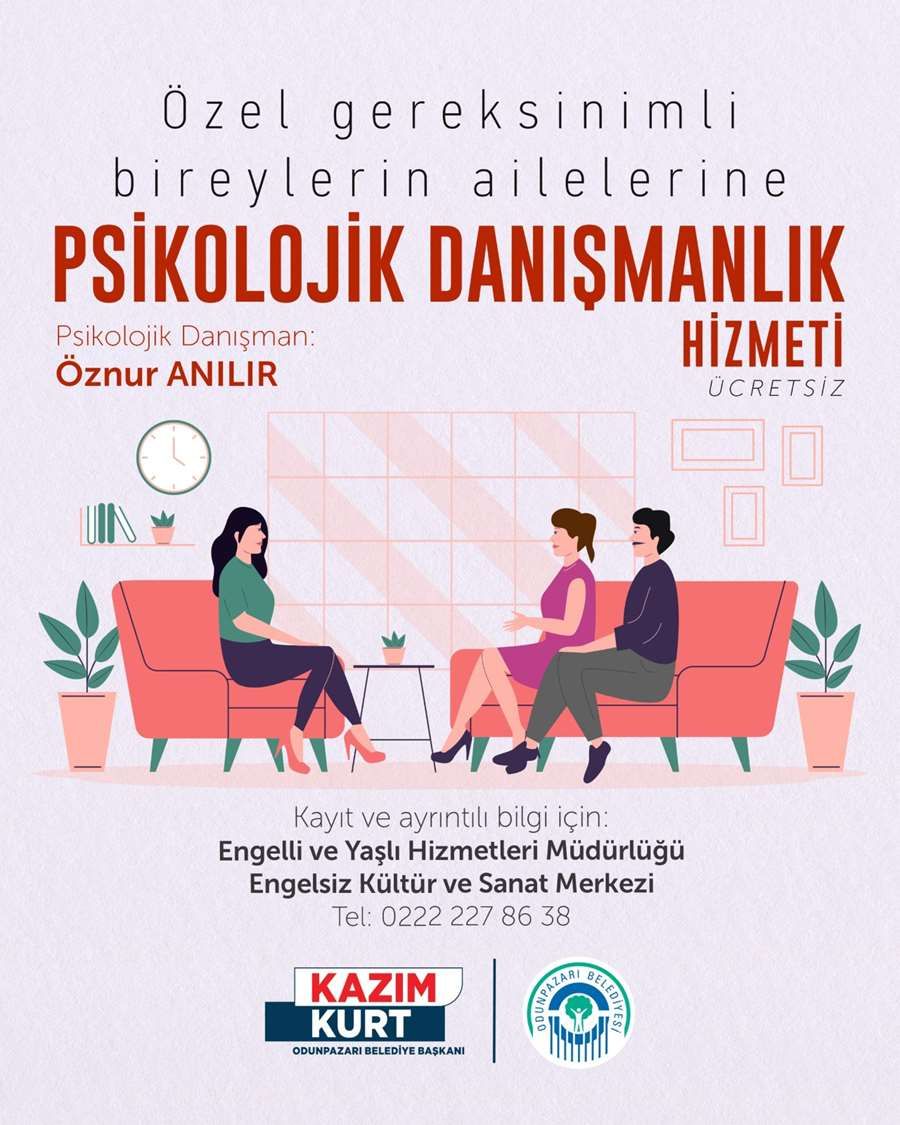 Özel gereksinimli
bireylerin ailelerine
PSİKOLOJİK DANIŞMANLIK
HİZMETİ
ÜCRETSİZ
Psikolojik Danışman:
Öznur ANILIR
Kayıt ve ayrıntılı bilgi için:
Engelli ve Yaşlı Hizmetleri Müdürlüğü
Engelsiz Kültür ve Sanat Merkezi
Tel: 0222 227 86 38
KAZIM
KURT
ODUNPAZARI BELEDİYE BAŞKANI
ODUNPAZARI BELEDİYESİ